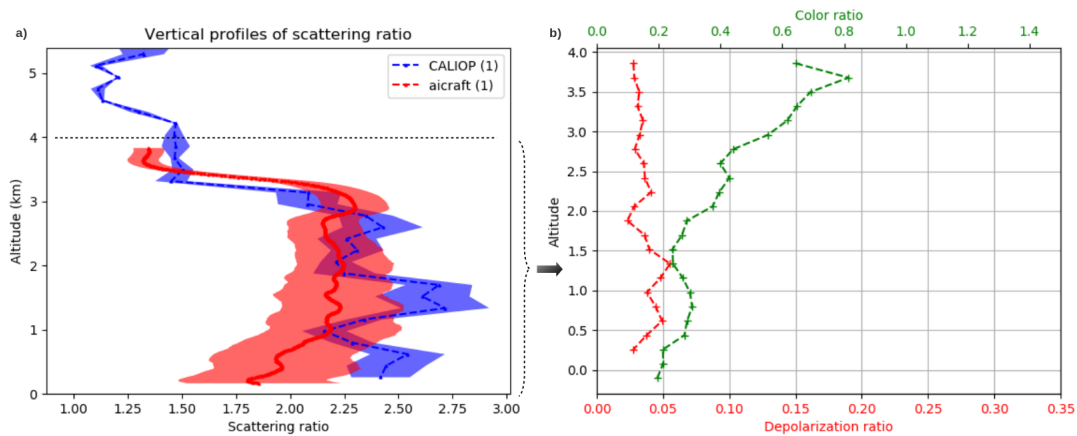 a)
Vertical profiles of scattering ratio
CALIOP (1)
aicraft (1)
5
4
3
2
1
0
Altitude (km)
1.00 1.25 1.50 1.75 2.00 2.25 2.50 2.75 3.00
Scattering ratio
b)
Color ratio
0.0 0.2 0.4 0.6 0.8 1.0 1.2 1.4
4.0
3.5
3.0
2.5
2.0
1.5
1.0
0.5
0.0
Altitude
0.00 0.05 0.10 0.15 0.20 0.25 0.30 0.35
Depolarization ratio